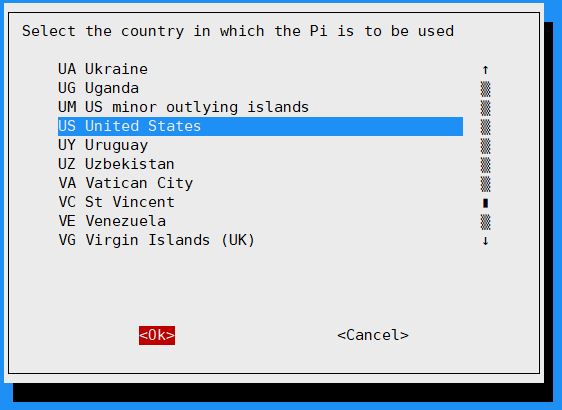 Select the country in which the Pi is to be used
UA Ukraine
UG Uganda
UM US minor outlying islands
US United States
UY Uruguay
UZ Uzbekistan
VA Vatican City
VC St Vincent
VE Venezuela
VG Virgin Islands (UK)
<Ok> <Cancel>